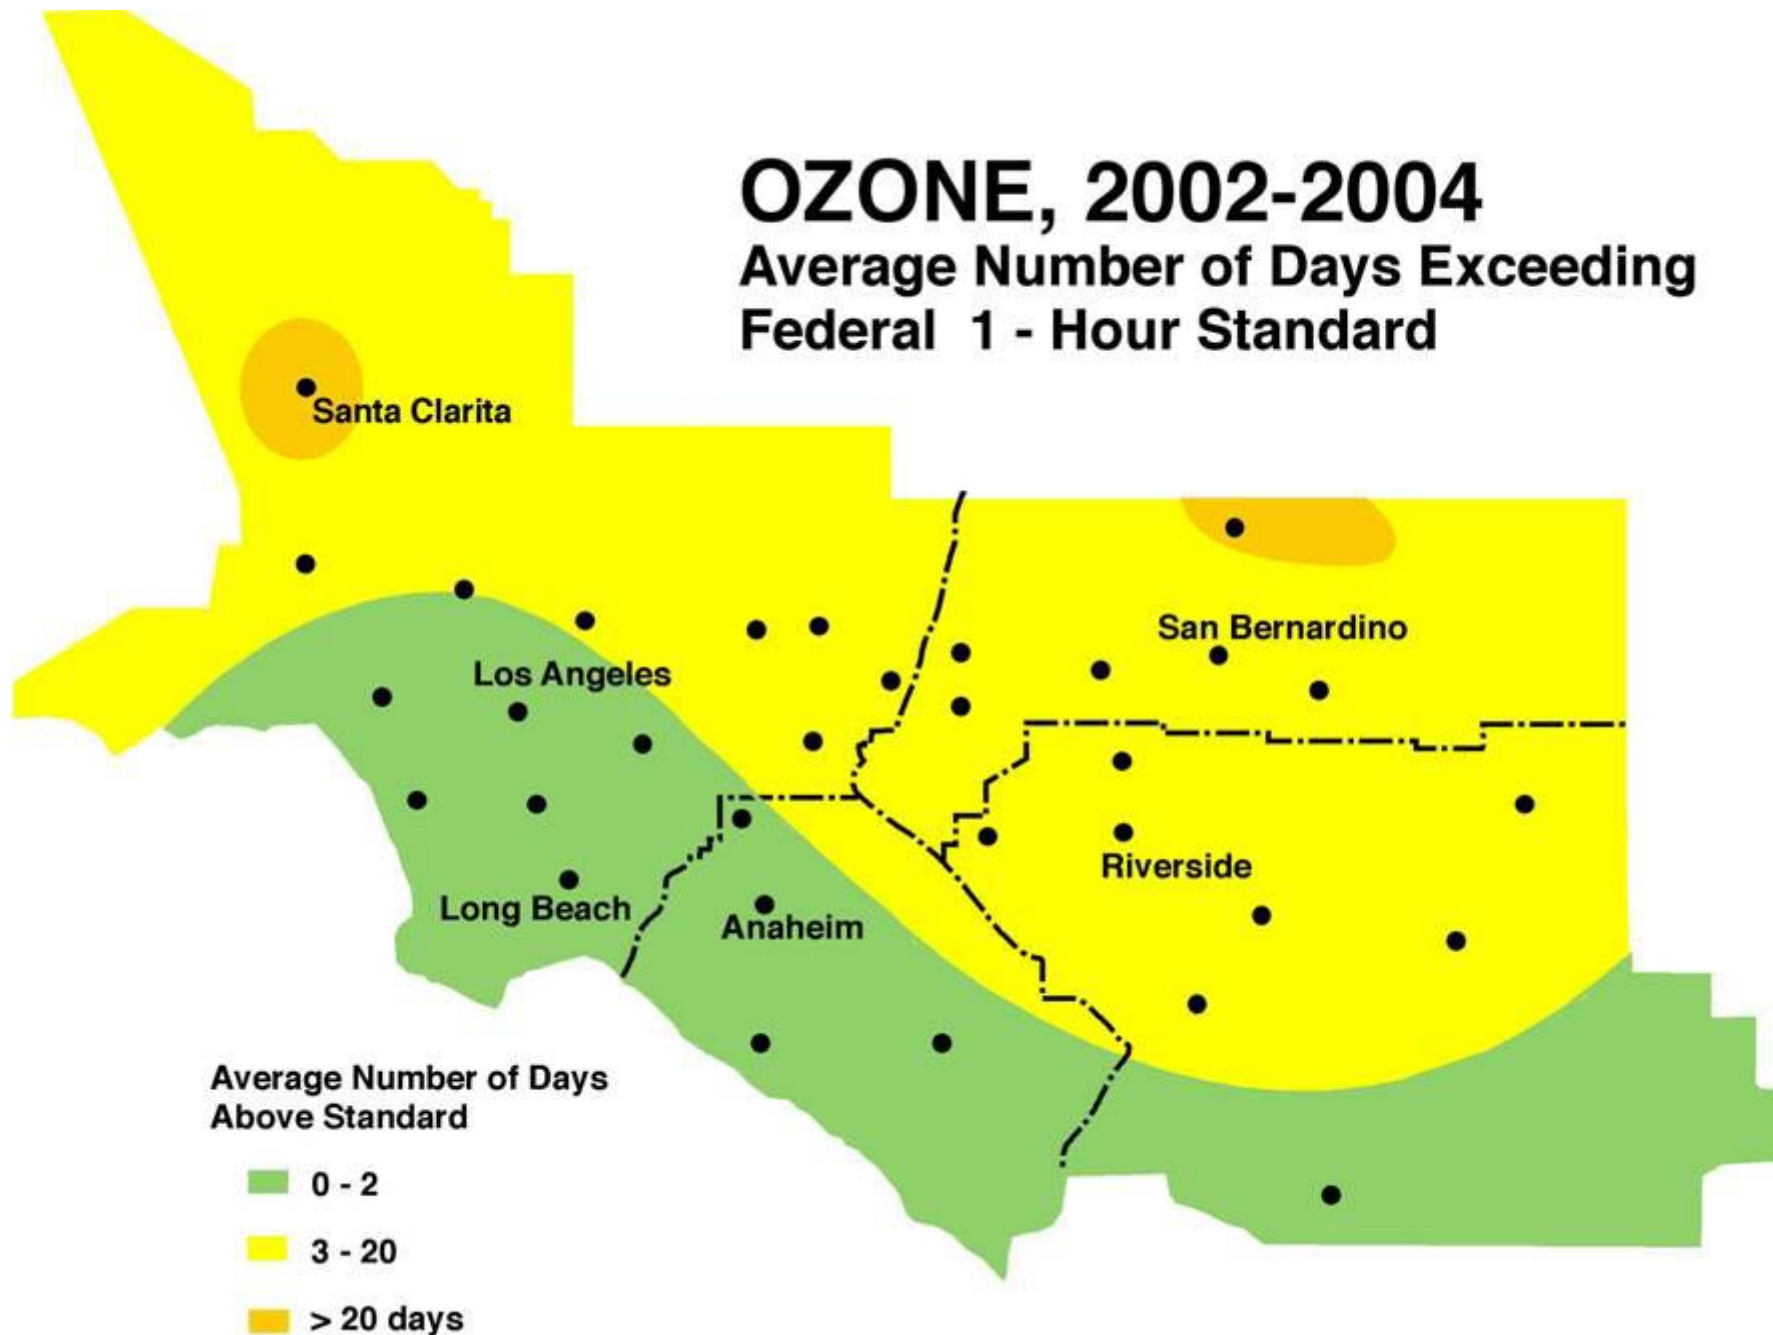 OZONE, 2002-2004
Average Number of Days Exceeding
Federal 1 - Hour Standard
Santa Clarita
San Bernardino
Los Angeles
Riverside
Long Beach
Anaheim
Average Number of Days
Above Standard
0 - 2
3 - 20
> 20 days